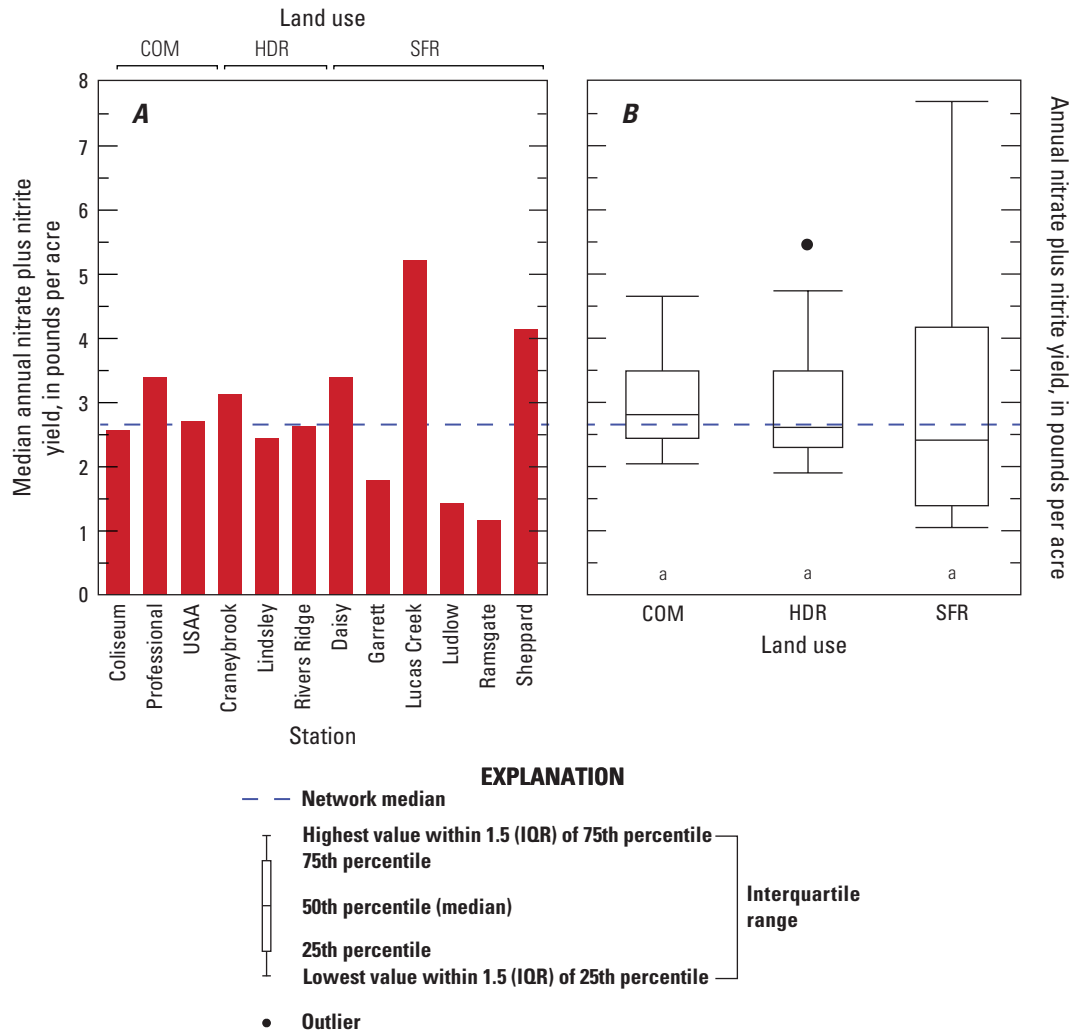 Land use
COM HDR SFR
A
8
7
6
5
4
3
2
1
0
Median annual nitrate plus nitrite
yield, in pounds per acre
Coliseum
Professional
USAA
Craneybrook
Lindsley
Rivers Ridge
Daisy
Garrett
Lucas Creek
Ludlow
Ramsgate
Sheppard
Station
B
a a a
COM HDR SFR
Land use
Annual nitrate plus nitrite yield, in pounds per acre
EXPLANATION
Network median
Highest value within 1.5 (IQR) of 75th percentile
75th percentile
50th percentile (median)
25th percentile
Lowest value within 1.5 (IQR) of 25th percentile
Interquartile
range
Outlier